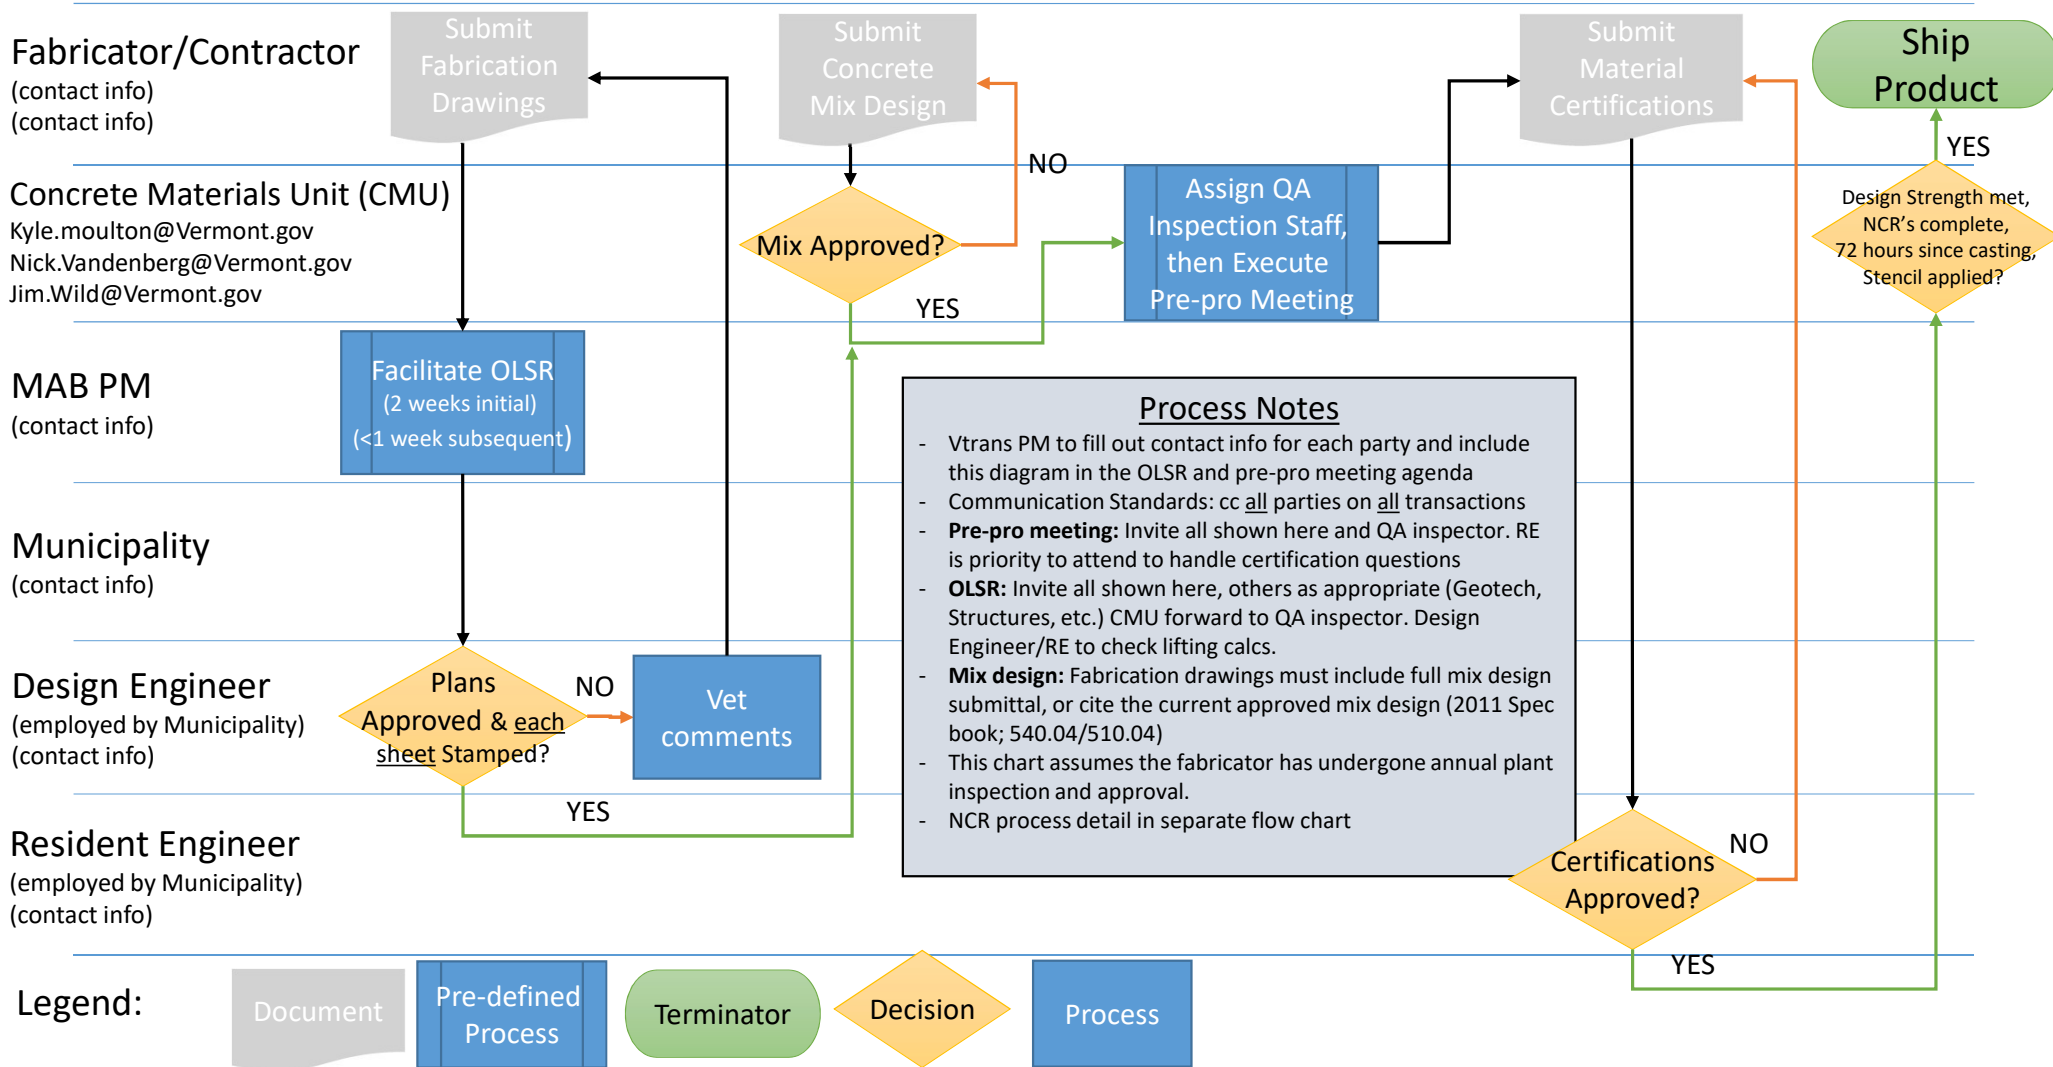 Fabricator/Contractor
(contact info)
(contact info)
Submit
Fabrication
Drawings
Submit
Concrete
Mix Design
Submit
Material
Certifications
Ship
Product
NO
YES
Concrete Materials Unit (CMU)
Kyle.moulton@Vermont.gov
Nick.Vandenberg@Vermont.gov
Jim.Wild@Vermont.gov
Mix Approved?
YES
Assign QA
Inspection Staff,
then Execute
Pre-pro Meeting
Design Strength met,
NCR's complete,
72 hours since casting,
Stencil applied?
MAB PM
(contact info)
Facilitate OLSR
(2 weeks initial)
(<1 week subsequent)
Process Notes
- Vtrans PM to fill out contact info for each party and include
this diagram in the OLSR and pre-pro meeting agenda
- Communication Standards: cc all parties on all transactions
- Pre-pro meeting: Invite all shown here and QA inspector. RE
is priority to attend to handle certification questions
- OLSR: Invite all shown here, others as appropriate (Geotech,
Structures, etc.) CMU forward to QA inspector. Design
Engineer/RE to check lifting calcs.
- Mix design: Fabrication drawings must include full mix design
submittal, or cite the current approved mix design (2011 Spec
book; 540.04/510.04)
- This chart assumes the fabricator has undergone annual plant
inspection and approval.
- NCR process detail in separate flow chart
Municipality
(contact info)
Design Engineer
(employed by Municipality)
(contact info)
Plans
Approved & each
sheet Stamped?
NO
Vet
comments
YES
Resident Engineer
(employed by Municipality)
(contact info)
Certifications
Approved?
NO
YES
Legend:
Document
Pre-defined
Process
Terminator
Decision
Process